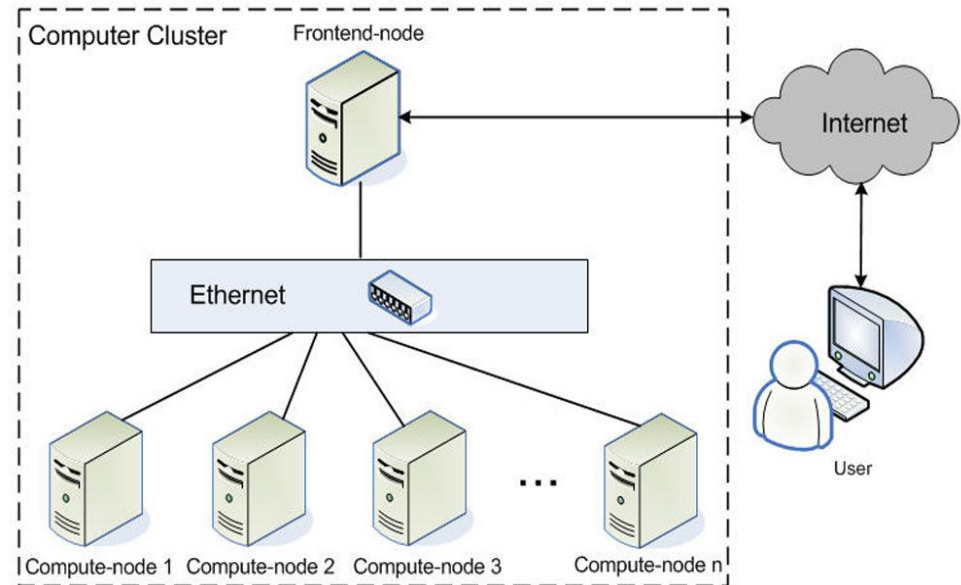 Computer Cluster
Frontend-node
Internet
Ethernet
User
...
Compute-node 1
Compute-node 2
Compute-node 3
Compute-node n